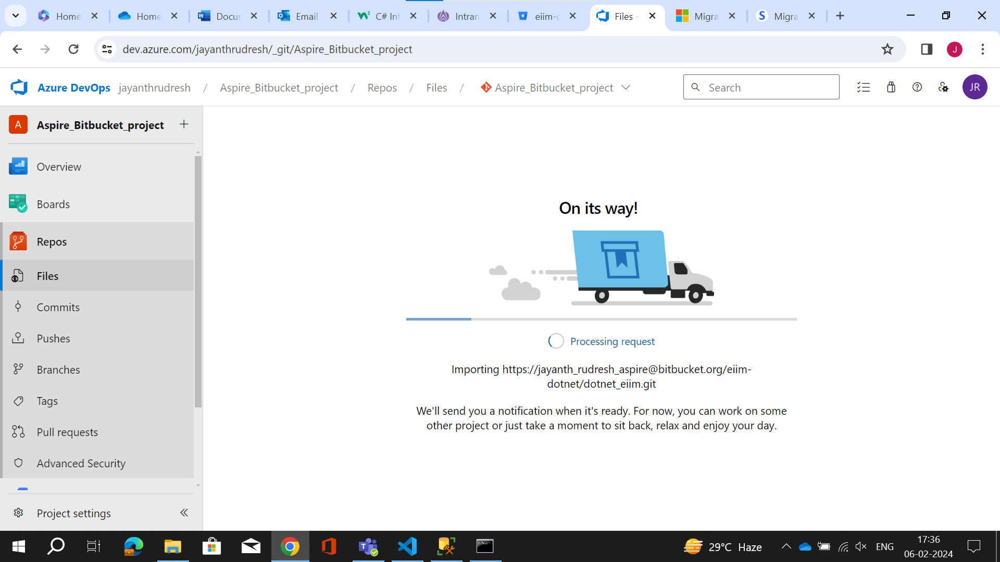 Home
Home
Docu
Email
C# Int
Intran
eiim-
Files -
Migra
Migra
dev.azure.com/jayanthrudresh/_git/Aspire_Bitbucket_project
J
Azure DevOps jayanthrudresh / Aspire_Bitbucket_project / Repos / Files / Aspire_Bitbucket_project
Search
JR
A Aspire_Bitbucket_project
Overview
Boards
Repos
Files
Commits
Pushes
Branches
Tags
Pull requests
Advanced Security
Project settings
On its way!
Processing request
Importing https://jayanth_rudresh_aspire@bitbucket.org/eiim-
dotnet/dotnet_eiim.git
We'll send you a notification when it's ready. For now, you can work on some
other project or just take a moment to sit back, relax and enjoy your day.
29°C Haze
ENG
17:36
06-02-2024